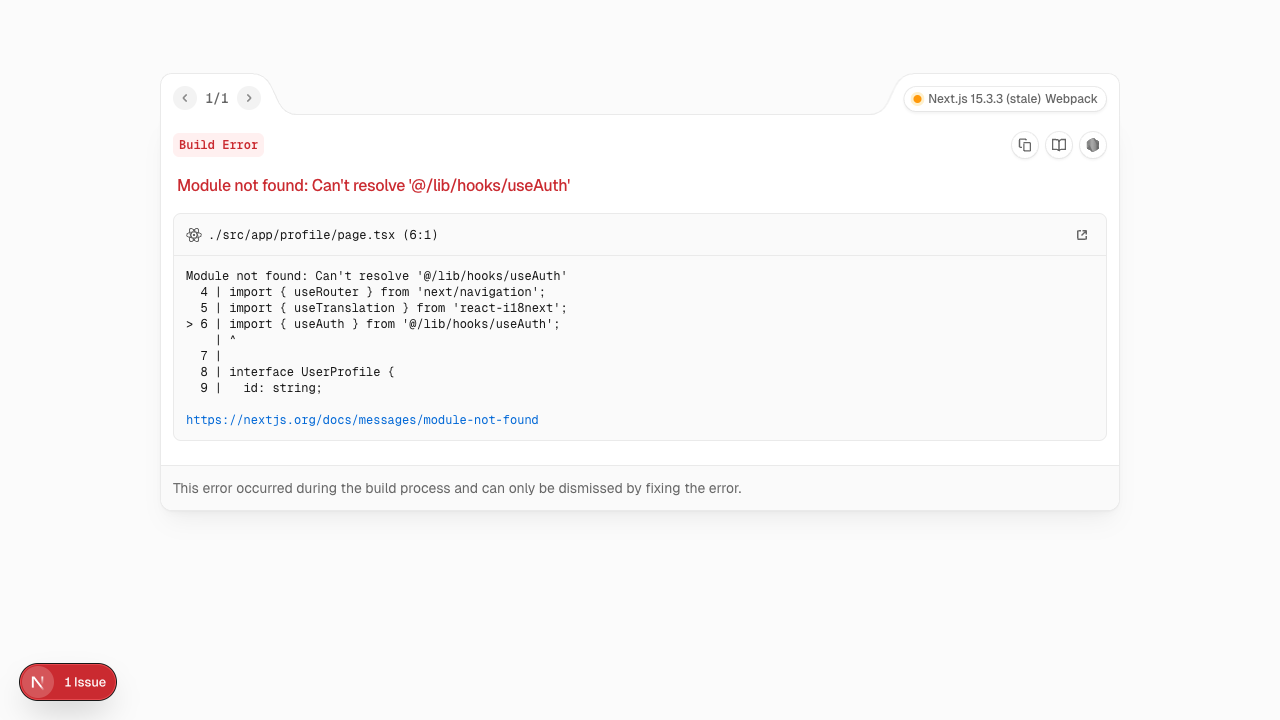 1/1
Next.js 15.3.3 (stale) Webpack
Build Error
Module not found: Can't resolve '@/lib/hooks/useAuth'
./src/app/profile/page.tsx (6:1)
Module not found: Can't resolve '@/lib/hooks/useAuth'
  4 | import { useRouter } from 'next/navigation';
  5 | import { useTranslation } from 'react-i18next';
> 6 | import { useAuth } from '@/lib/hooks/useAuth';
    | ^
  7 |
  8 | interface UserProfile {
  9 |   id: string;
https://nextjs.org/docs/messages/module-not-found
This error occurred during the build process and can only be dismissed by fixing the error.
N 1 Issue